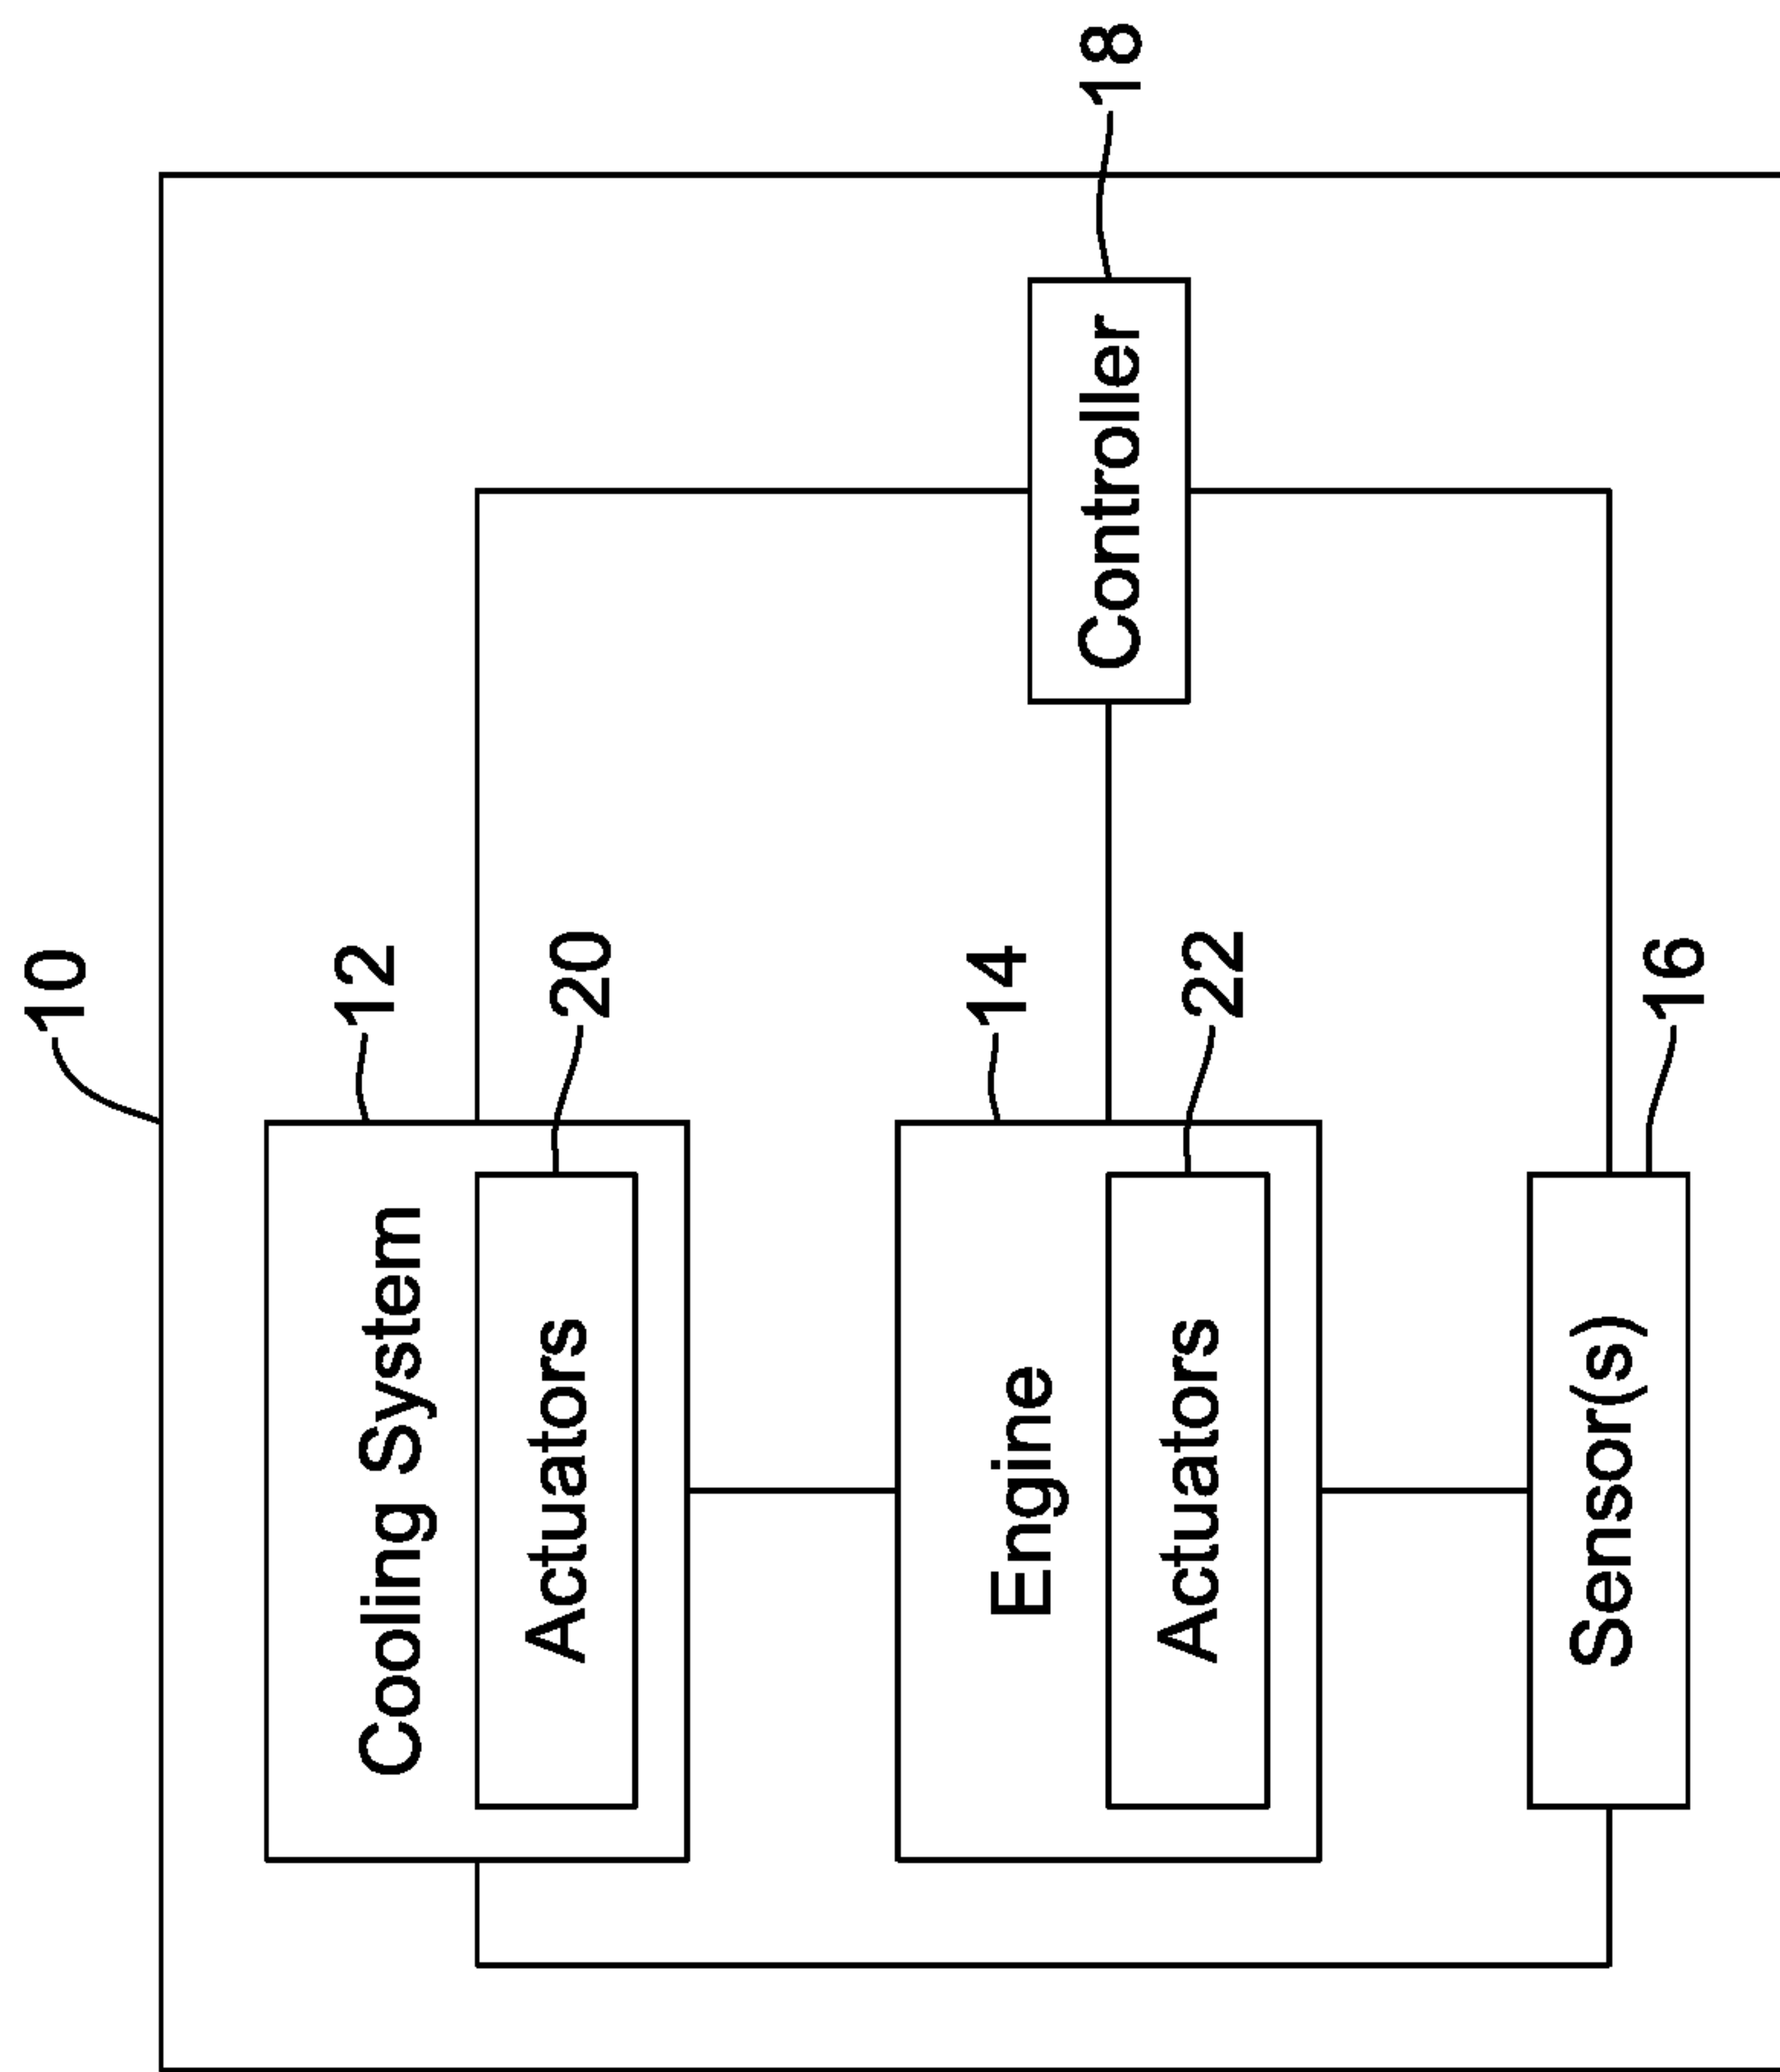 10
12
Cooling System
20
Actuators
14
Engine
22
Actuators
16
Sensor(s)
18
Controller